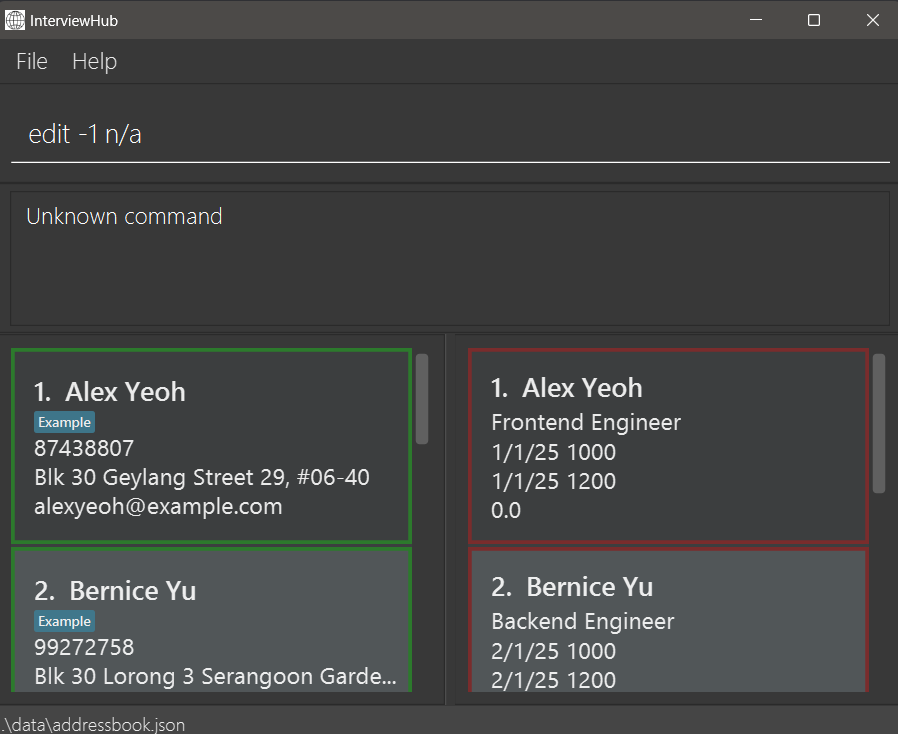 InterviewHub
File Help
edit -1 n/a
Unknown command
1. Alex Yeoh
Example
87438807
Blk 30 Geylang Street 29, #06-40
alexyeoh@example.com
2. Bernice Yu
Example
99272758
Blk 30 Lorong 3 Serangoon Garde...
1. Alex Yeoh
Frontend Engineer
1/1/25 1000
1/1/25 1200
0.0
2. Bernice Yu
Backend Engineer
2/1/25 1000
2/1/25 1200
.\data\addressbook.json